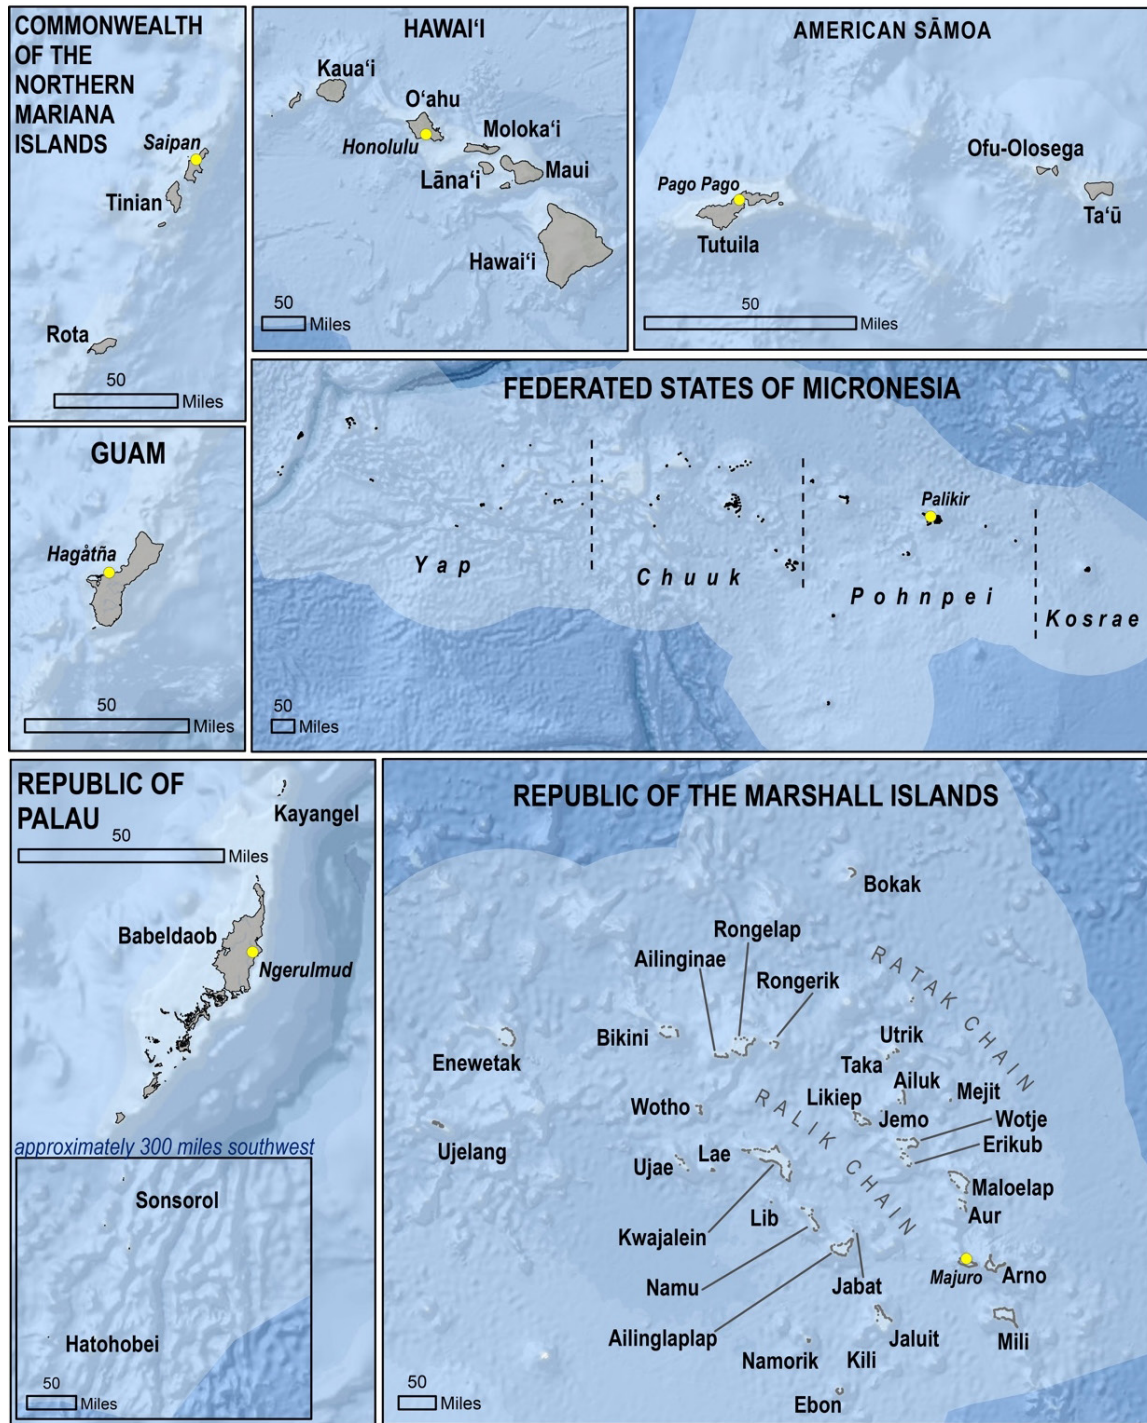 COMMONWEALTH
OF THE
NORTHERN
MARIANA
ISLANDS
Saipan
Tinian
Rota
50
Miles
HAWAIʻI
Kauaʻi
Oʻahu
Honolulu
Molokaʻi
Lānaʻi
Maui
Hawaiʻi
50
Miles
AMERICAN SĀMOA
Ofu-Olosega
Pago Pago
Taʻū
Tutuila
50
Miles
GUAM
Hagåtña
50
Miles
FEDERATED STATES OF MICRONESIA
Palikir
Yap
Chuuk
Pohnpei
Kosrae
50
Miles
REPUBLIC OF
PALAU
Kayangel
50
Miles
Babeldaob
Ngerulmud
approximately 300 miles southwest
Sonsorol
Hatohobei
50
Miles
REPUBLIC OF THE MARSHALL ISLANDS
Bokak
Rongelap
Ailinginae
Rongerik
RATAK CHAIN
Bikini
Utrik
Enewetak
Taka
Ailuk
Mejit
Wotho
RALIK CHAIN
Likiep
Jemo
Wotje
Erikub
Ujelang
Ujae
Lae
Maloelap
Aur
Lib
Kwajalein
Namu
Jabat
Majuro
Arno
Ailinglaplap
Jaluit
Mili
Namorik
Kili
Ebon
50
Miles